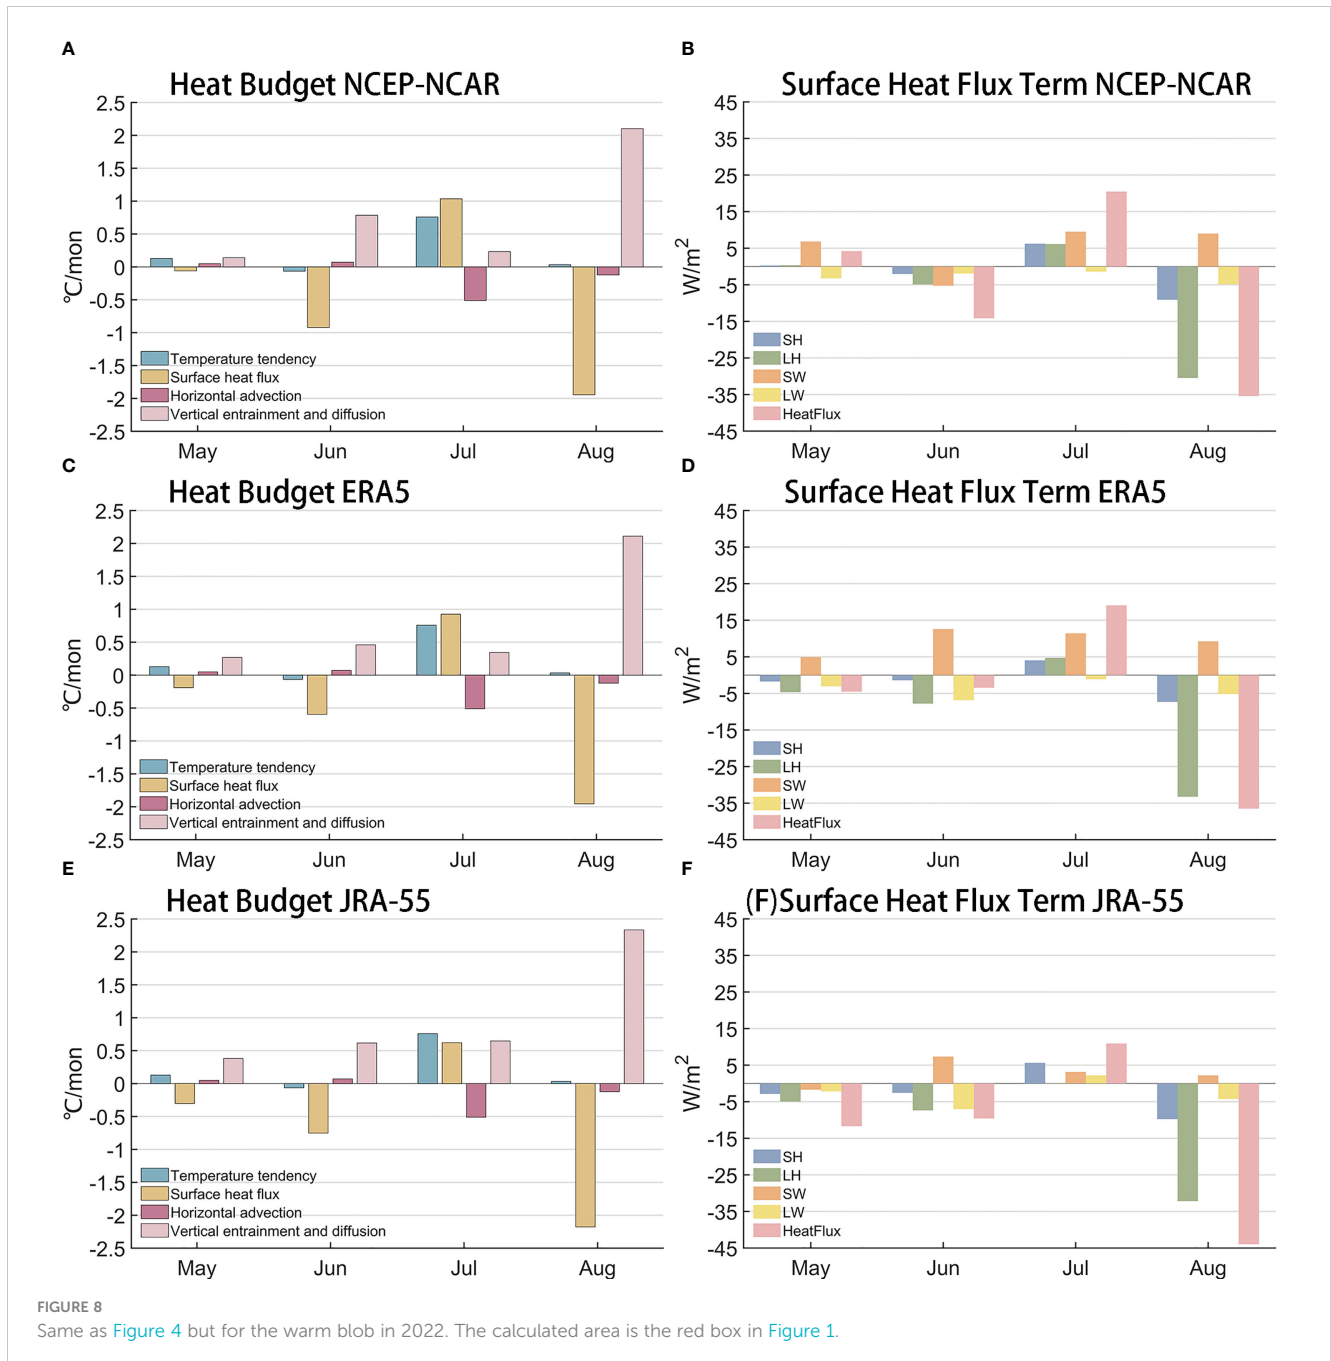 A
Heat Budget NCEP-NCAR
2.5
2
1.5
1
0.5
0
-0.5
-1
-1.5
-2
-2.5
℃/mon
Temperature tendency
Surface heat flux
Horizontal advection
Vertical entrainment and diffusion
May Jun Jul Aug
B
Surface Heat Flux Term NCEP-NCAR
45
35
25
15
5
-5
-15
-25
-35
-45
W/m²
SH
LH
SW
LW
HeatFlux
May Jun Jul Aug
C
Heat Budget ERA5
2.5
2
1.5
1
0.5
0
-0.5
-1
-1.5
-2
-2.5
℃/mon
Temperature tendency
Surface heat flux
Horizontal advection
Vertical entrainment and diffusion
May Jun Jul Aug
D
Surface Heat Flux Term ERA5
45
35
25
15
5
-5
-15
-25
-35
-45
W/m²
SH
LH
SW
LW
HeatFlux
May Jun Jul Aug
E
Heat Budget JRA-55
2.5
2
1.5
1
0.5
0
-0.5
-1
-1.5
-2
-2.5
℃/mon
Temperature tendency
Surface heat flux
Horizontal advection
Vertical entrainment and diffusion
May Jun Jul Aug
F
(F)Surface Heat Flux Term JRA-55
45
35
25
15
5
-5
-15
-25
-35
-45
W/m²
SH
LH
SW
LW
HeatFlux
May Jun Jul Aug
FIGURE 8
Same as Figure 4 but for the warm blob in 2022. The calculated area is the red box in Figure 1.